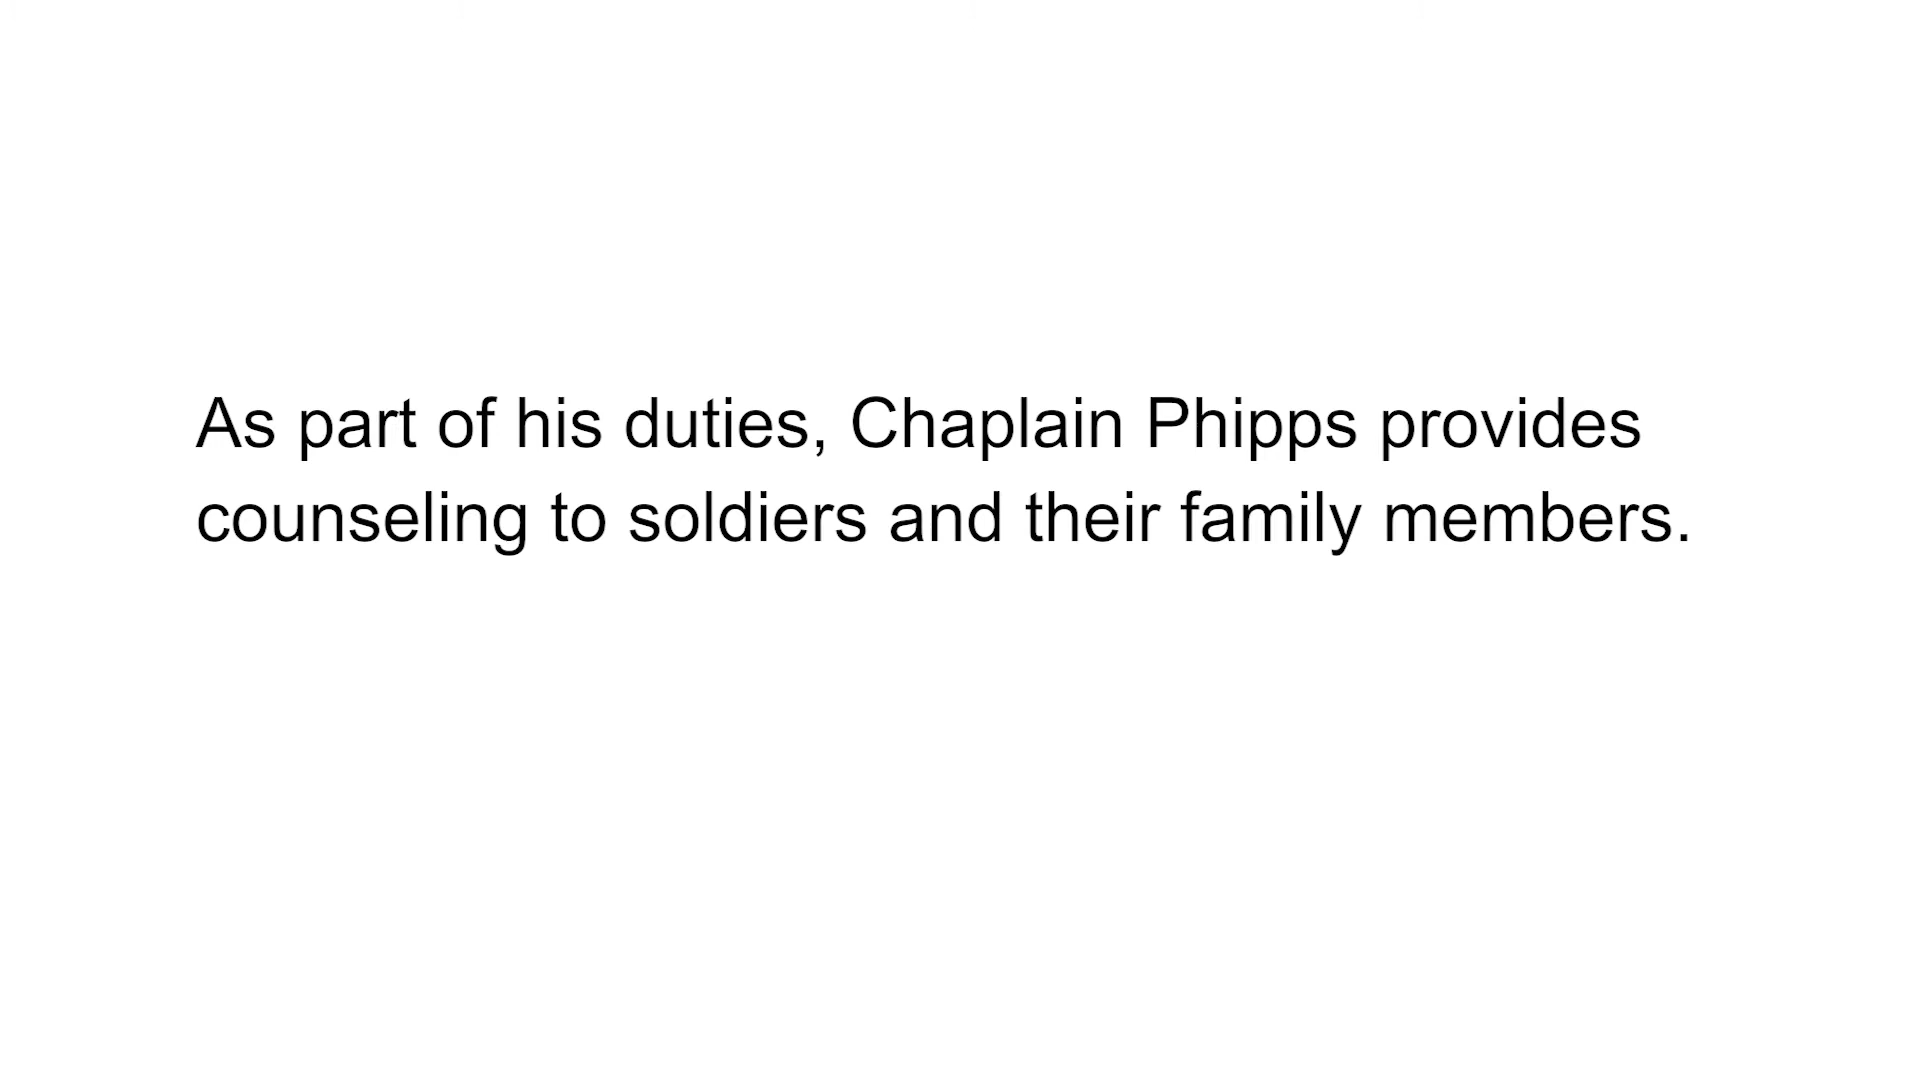 As part of his duties, Chaplain Phipps provides
counseling to soldiers and their family members.